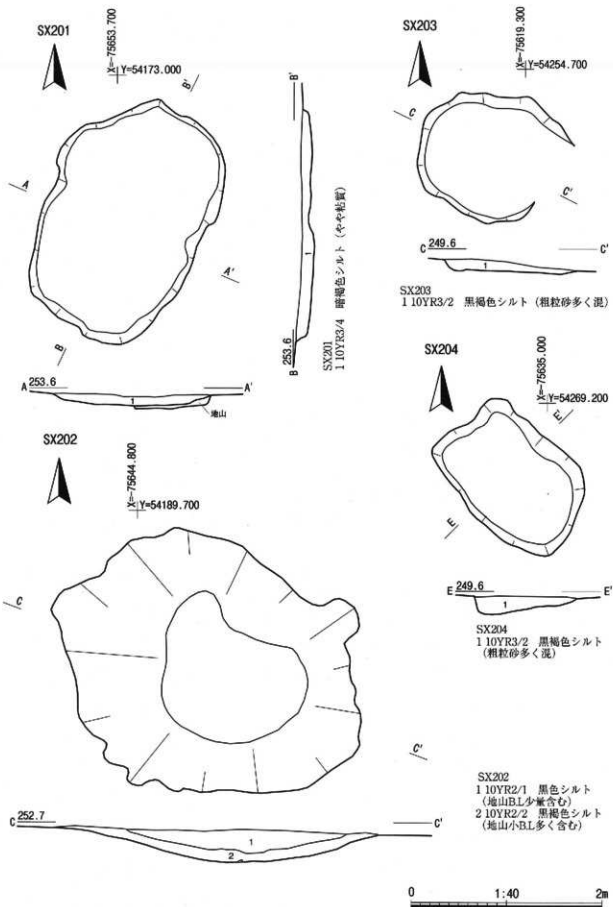 SX201
X=-75653.700
Y=54173.000
B'
A
A'
B
B'
B 253.6
1
SX201
1 10YR3/4 暗褐色シルト (やや粘質)
A 253.6
A'
1
地山
SX203
X=-75619.300
Y=54254.700
C
C'
C 249.6
C'
1
SX203
1 10YR3/2 黒褐色シルト (粗粒砂多く混)
SX204
X=-75635.000
Y=54269.200
E'
E
E 249.6
E'
1
SX204
1 10YR3/2 黒褐色シルト
(粗粒砂多く混)
SX202
X=-75644.800
Y=54189.700
C
C'
C 252.7
C'
1
2
SX202
1 10YR2/1 黒色シルト
(地山B.L少量含む)
2 10YR2/2 黒褐色シルト
(地山小B.L多く含む)
0 1:40 2m